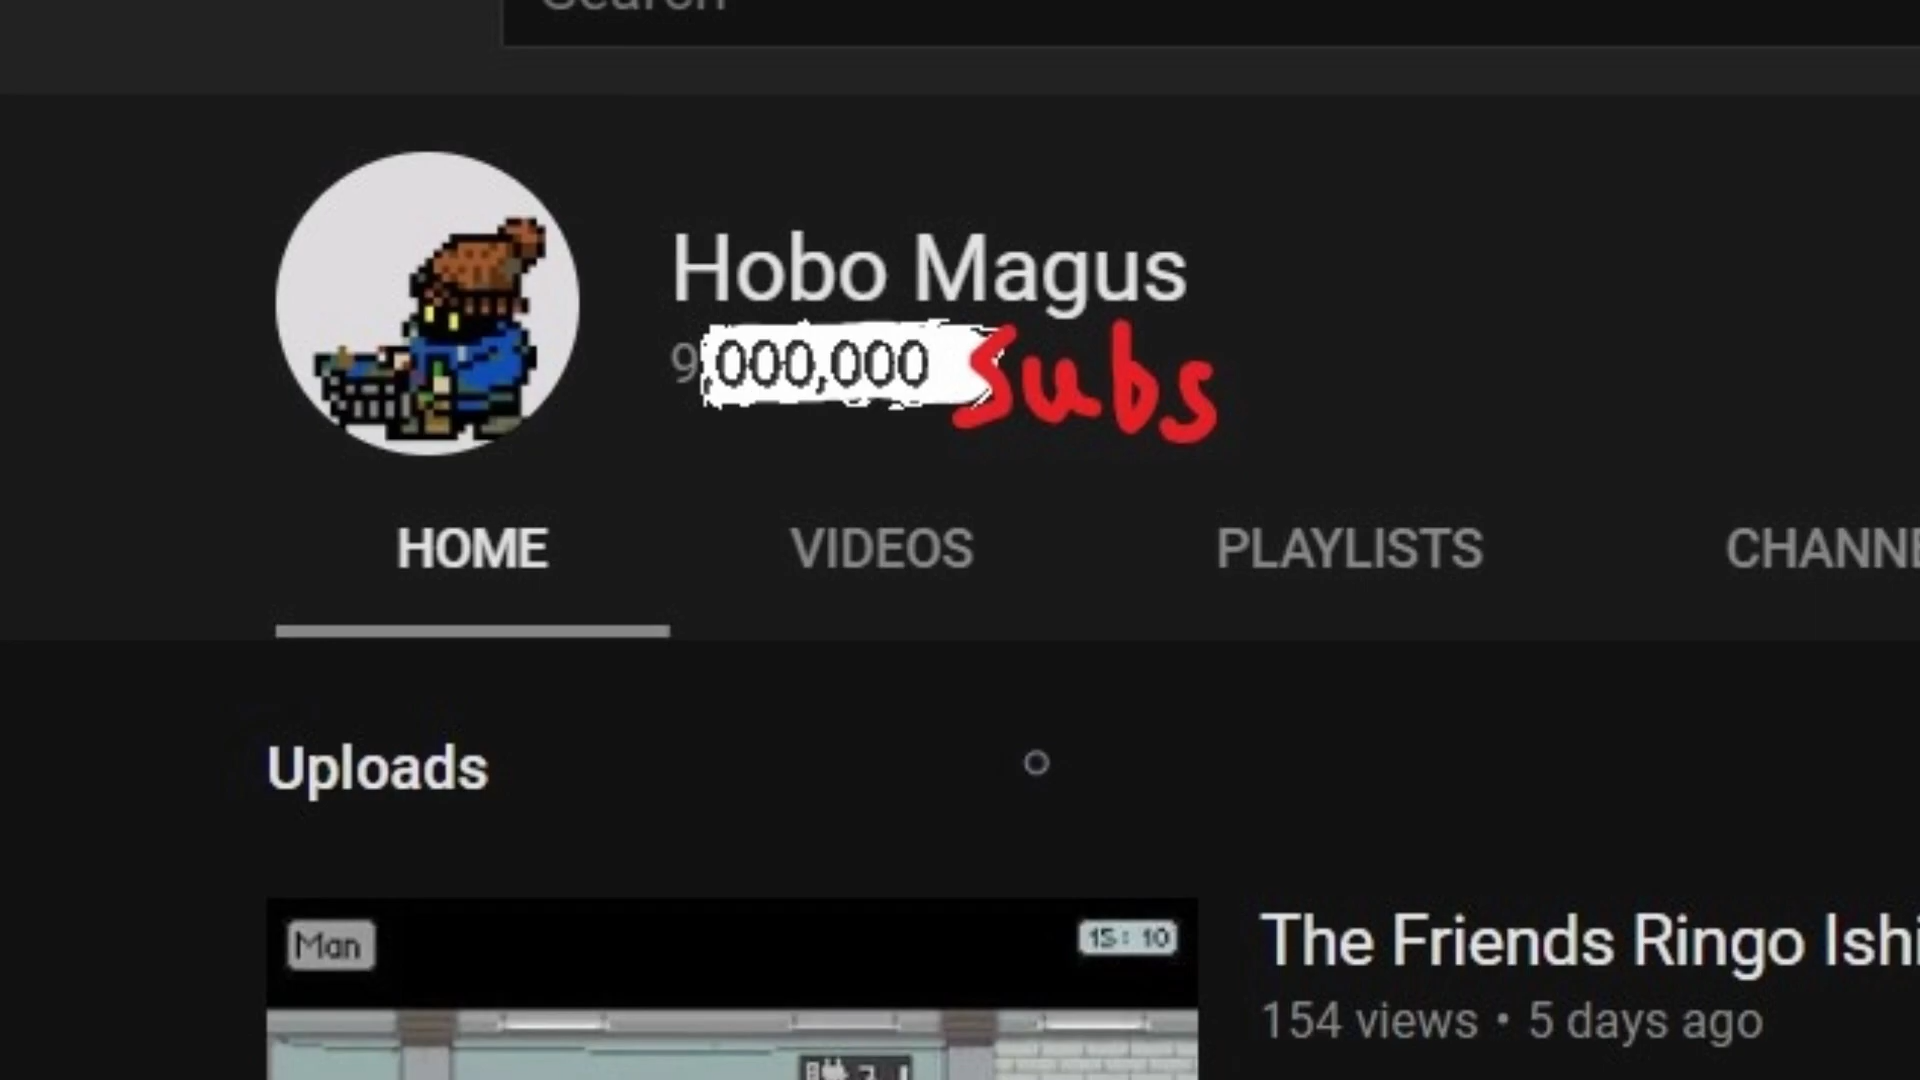 Search
Hobo Magus
9,000,000 subs
HOME VIDEOS PLAYLISTS
Uploads
Man 15:10
The Friends Ringo
154 views • 5 days ago